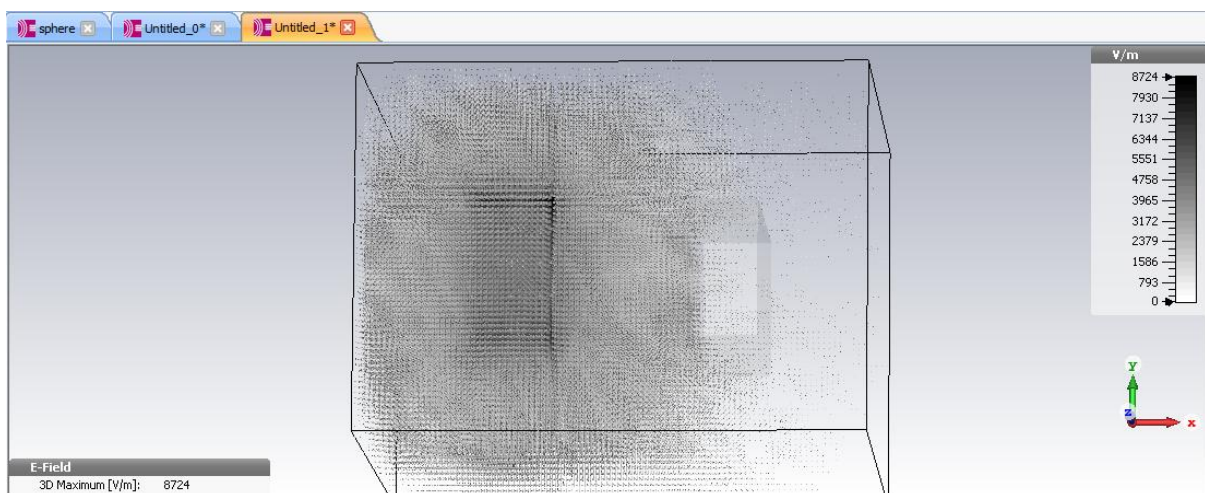 sphere
Untitled_0*
Untitled_1*
V/m
8724
7930
7137
6344
5551
4758
3965
3172
2379
1586
793
0
Y
z
x
E-Field
3D Maximum [V/m]: 8724